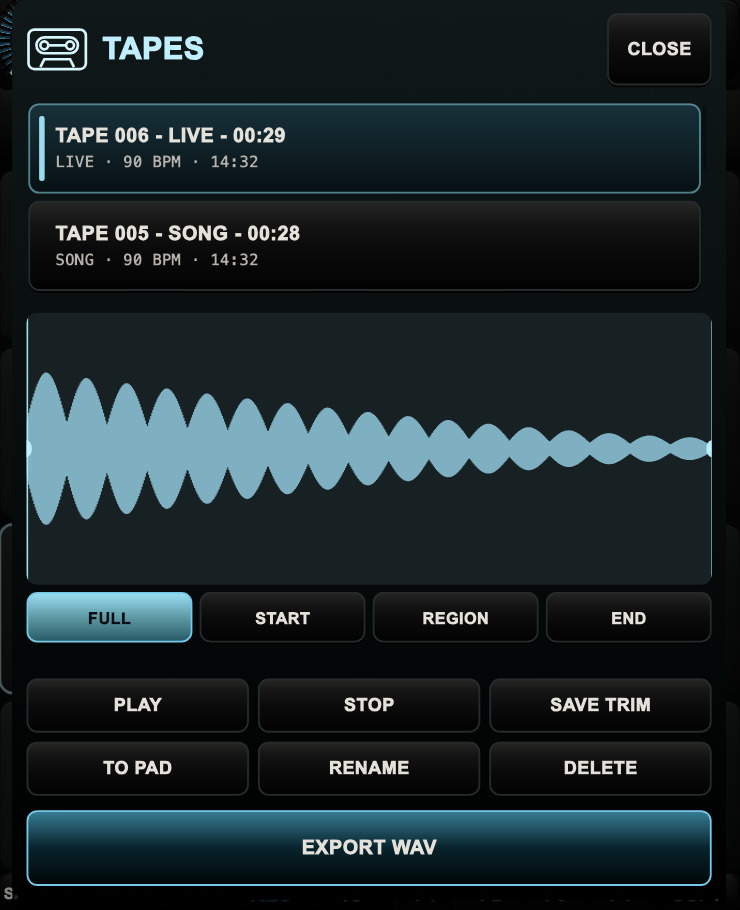 TAPES
CLOSE
TAPE 006 - LIVE - 00:29
LIVE · 90 BPM · 14:32
TAPE 005 - SONG - 00:28
SONG · 90 BPM · 14:32
FULL
START
REGION
END
PLAY
STOP
SAVE TRIM
TO PAD
RENAME
DELETE
EXPORT WAV